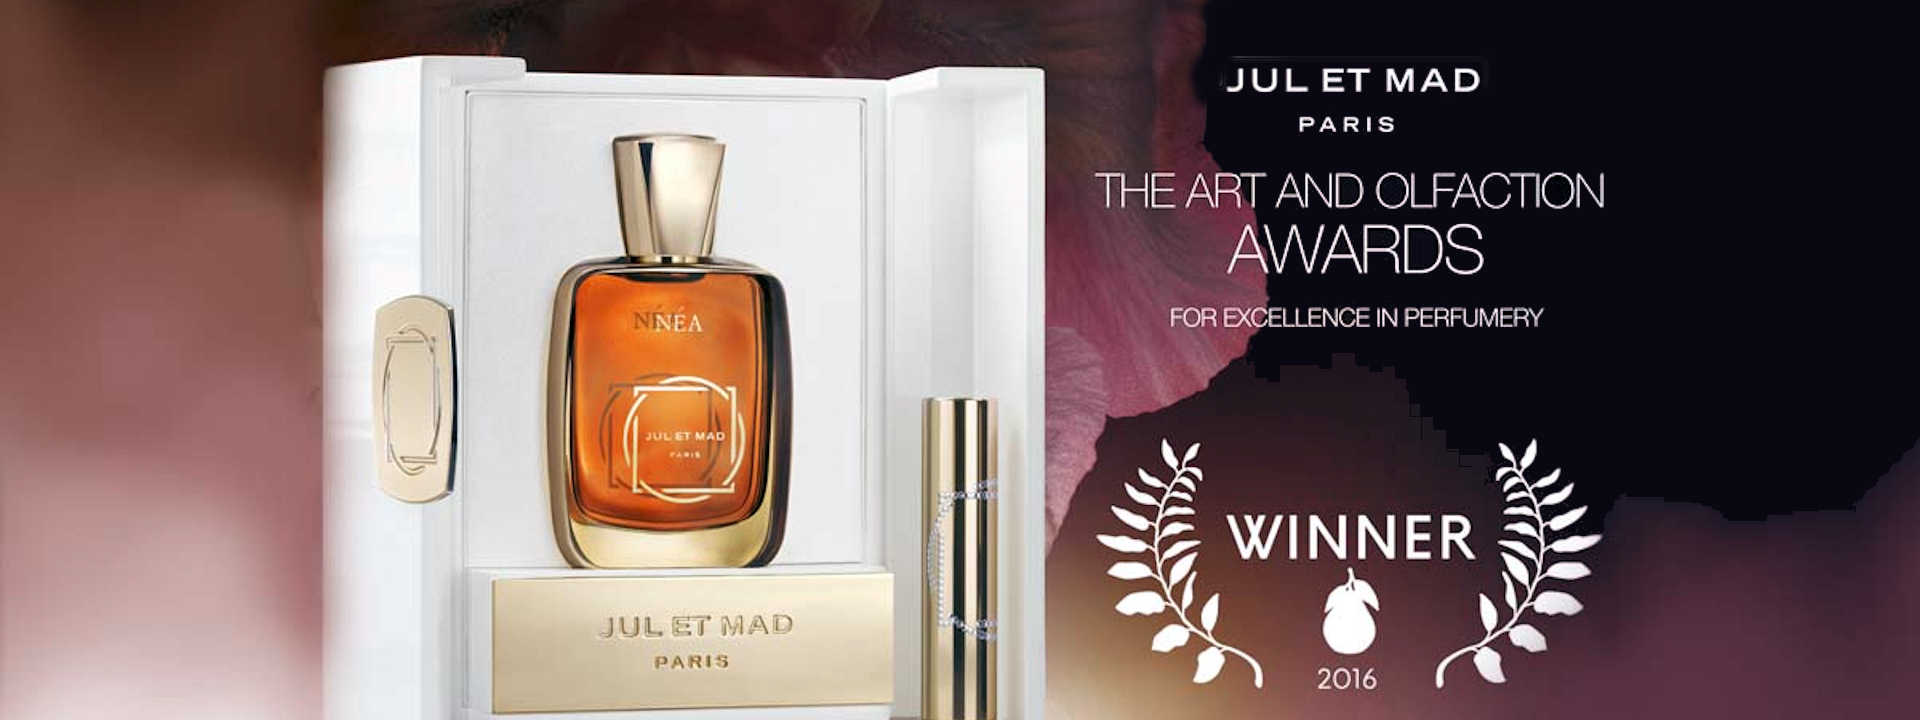 NÉA
JUL ET MAD
PARIS
JUL ET MAD
PARIS
JUL ET MAD
PARIS
THE ART AND OLFACTION
AWARDS
FOR EXCELLENCE IN PERFUMERY
WINNER
2016